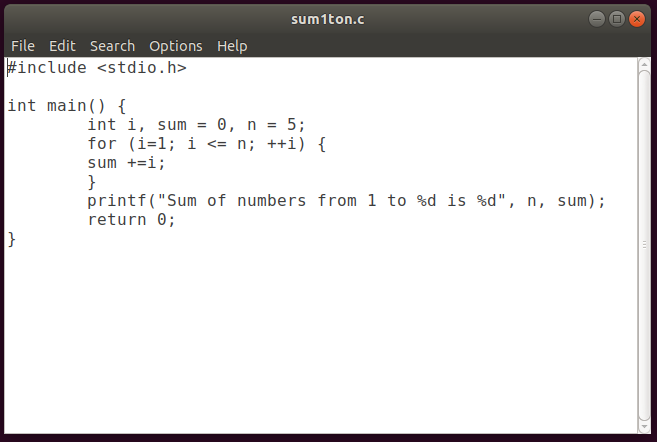 sum1ton.c
File Edit Search Options Help
#include <stdio.h>

int main() {
        int i, sum = 0, n = 5;
        for (i=1; i <= n; ++i) {
        sum +=i;
        }
        printf("Sum of numbers from 1 to %d is %d", n, sum);
        return 0;
}